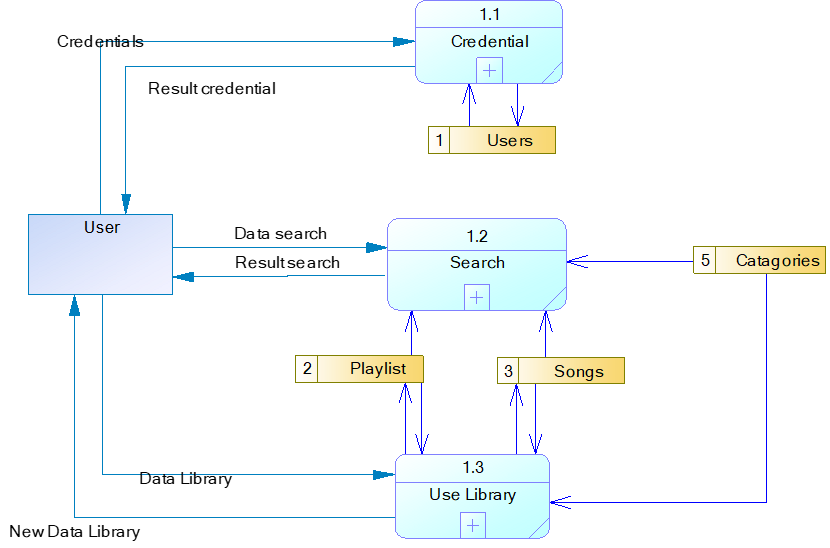 1.1
Credentials
Credential
Result credential
1
Users
User
Data search
1.2
Result search
Search
5
Catagories
2
Playlist
3
Songs
1.3
Data Library
Use Library
New Data Library